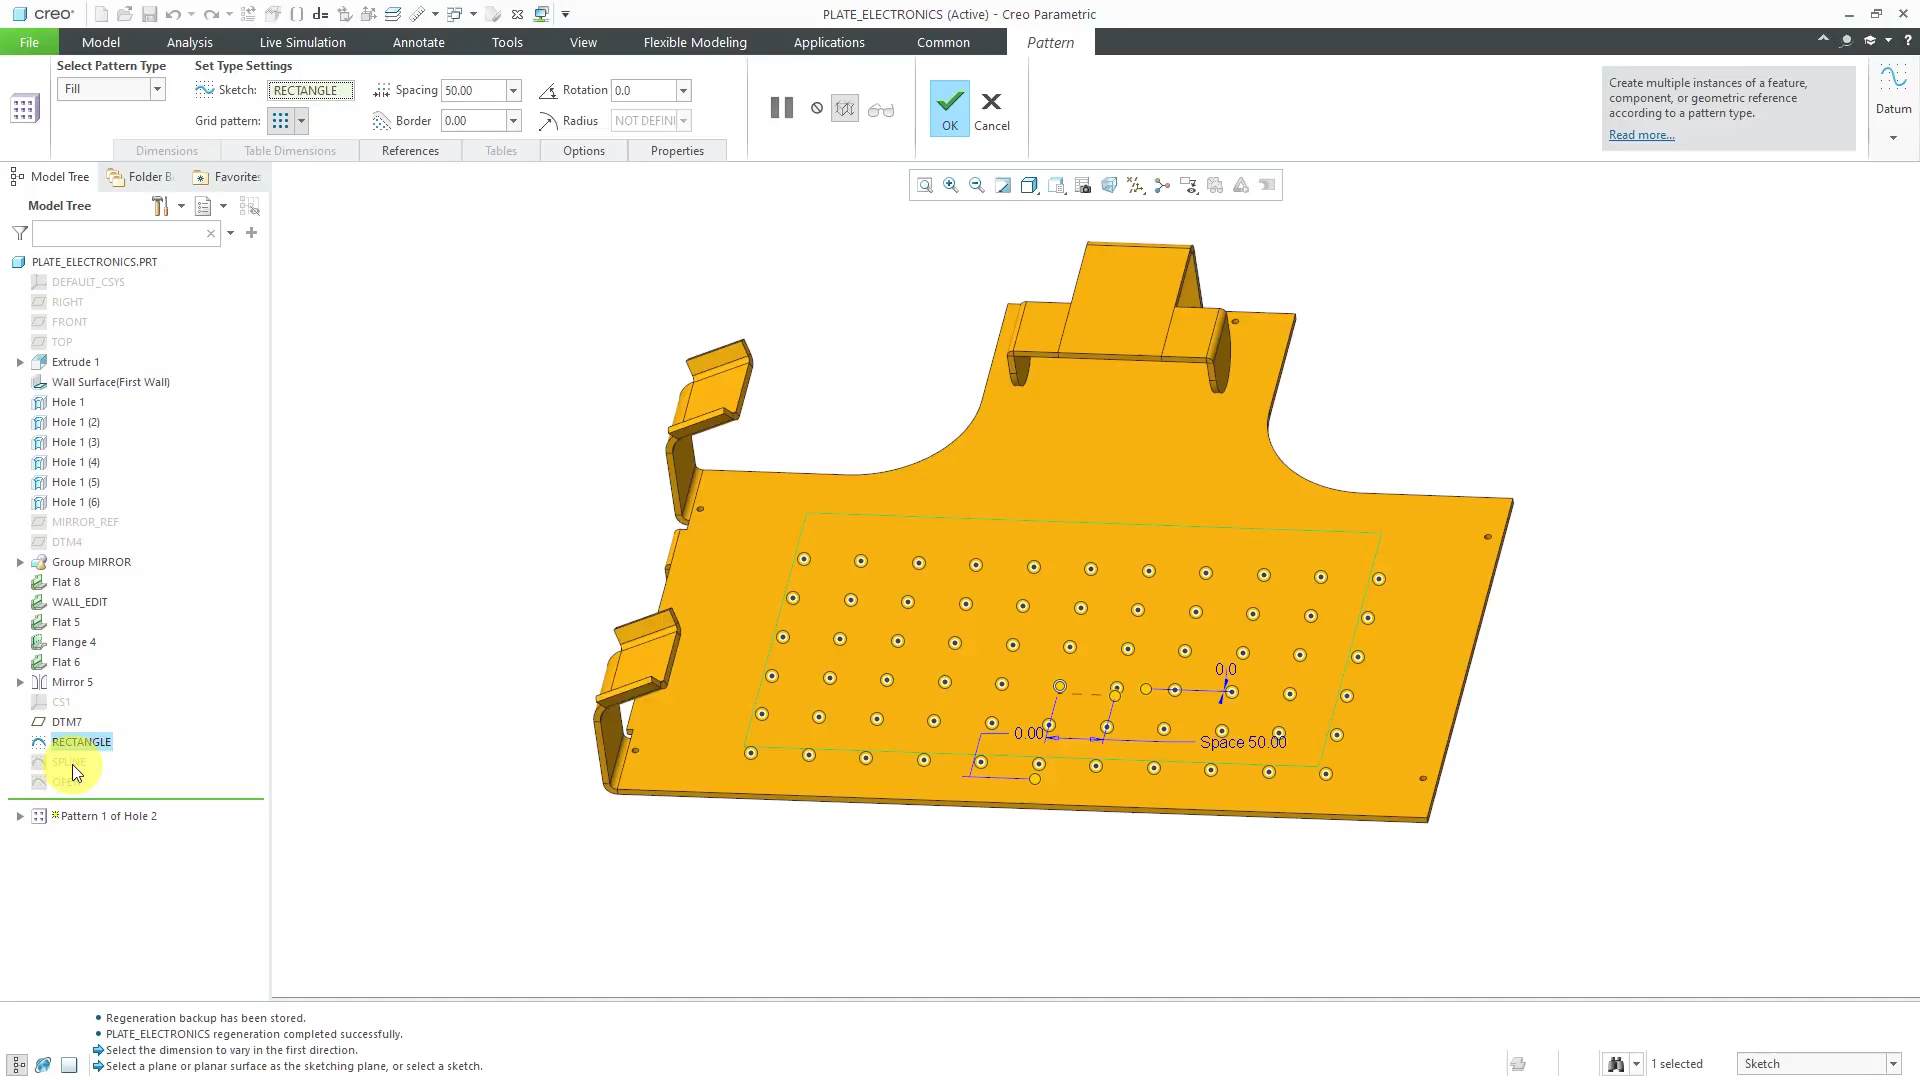 creo
PLATE_ELECTRONICS (Active) - Creo Parametric
File Model Analysis Live Simulation Annotate Tools View Flexible Modeling Applications Common Pattern
Select Pattern Type Set Type Settings
Fill Sketch: RECTANGLE Spacing 50.00 Rotation 0.0
Grid pattern: Border 0.00 Radius NOT DEFINI
OK Cancel
Create multiple instances of a feature,
component, or geometric reference
according to a pattern type.
Read more...
Datum
Dimensions Table Dimensions References Tables Options Properties
Model Tree Folder B Favorites
Model Tree
PLATE_ELECTRONICS.PRT
DEFAULT_CSYS
RIGHT
FRONT
TOP
Extrude 1
Wall Surface(First Wall)
Hole 1
Hole 1 (2)
Hole 1 (3)
Hole 1 (4)
Hole 1 (5)
Hole 1 (6)
MIRROR_REF
DTM4
Group MIRROR
Flat 8
WALL_EDIT
Flat 5
Flange 4
Flat 6
Mirror 5
CS1
DTM7
RECTANGLE
SPLINE
Pattern 1 of Hole 2
0.0
0.00
Space 50.00
Regeneration backup has been stored.
PLATE_ELECTRONICS regeneration completed successfully.
Select the dimension to vary in the first direction.
Select a plane or planar surface as the sketching plane, or select a sketch.
1 selected
Sketch